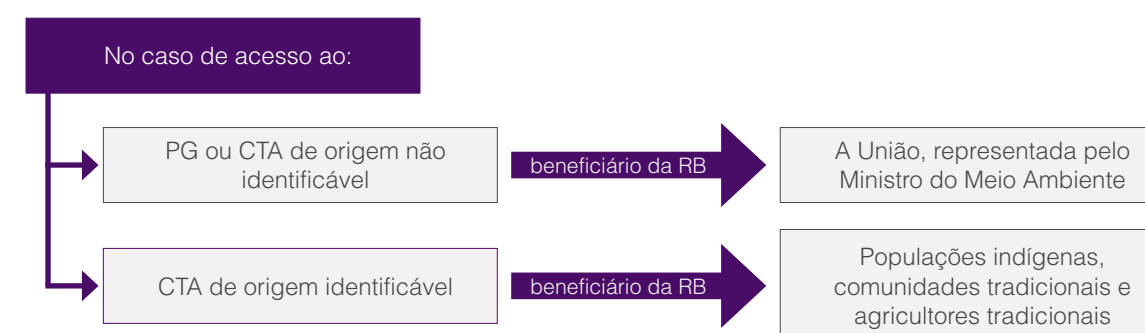 No caso de acesso ao:
PG ou CTA de origem não
identificável
beneficiário da RB
A União, representada pelo
Ministro do Meio Ambiente
CTA de origem identificável
beneficiário da RB
Populações indígenas,
comunidades tradicionais e
agricultores tradicionais